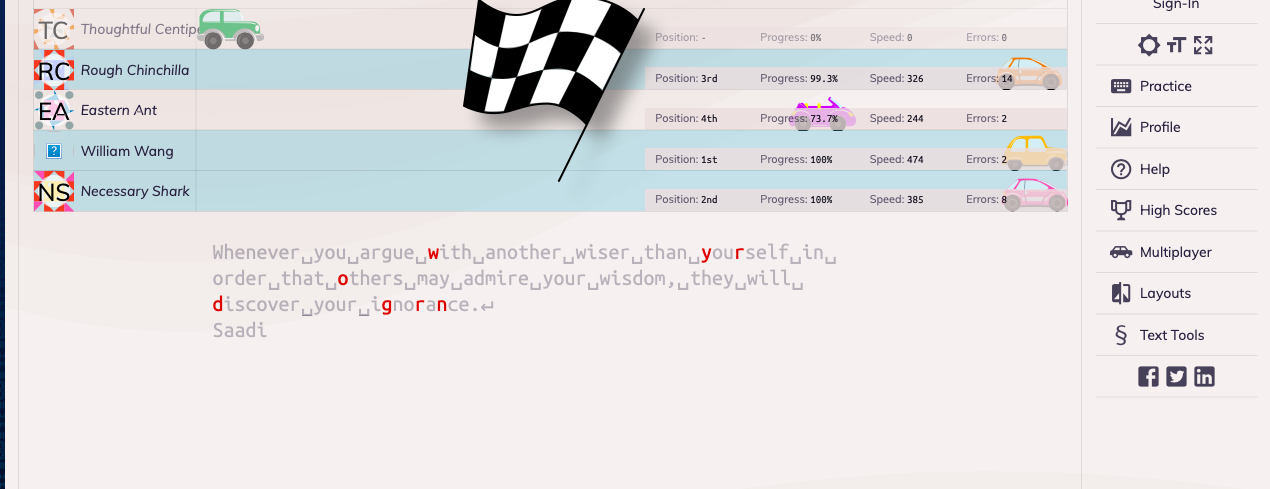 Sign-In
TC Thoughtful Centip
Position: - Progress: 0% Speed: 0 Errors: 0
RC Rough Chinchilla
Position: 3rd Progress: 99.3% Speed: 326 Errors: 14
EA Eastern Ant
Position: 4th Progress: 73.7% Speed: 244 Errors: 2
? William Wang
Position: 1st Progress: 100% Speed: 474 Errors: 2
NS Necessary Shark
Position: 2nd Progress: 100% Speed: 385 Errors: 8
Whenever␣you␣argue␣with␣another␣wiser␣than␣yourself␣in␣
order␣that␣others␣may␣admire␣your␣wisdom,␣they␣will␣
discover␣your␣ignorance.↵
Saadi
TT
Practice
Profile
Help
High Scores
Multiplayer
Layouts
§ Text Tools